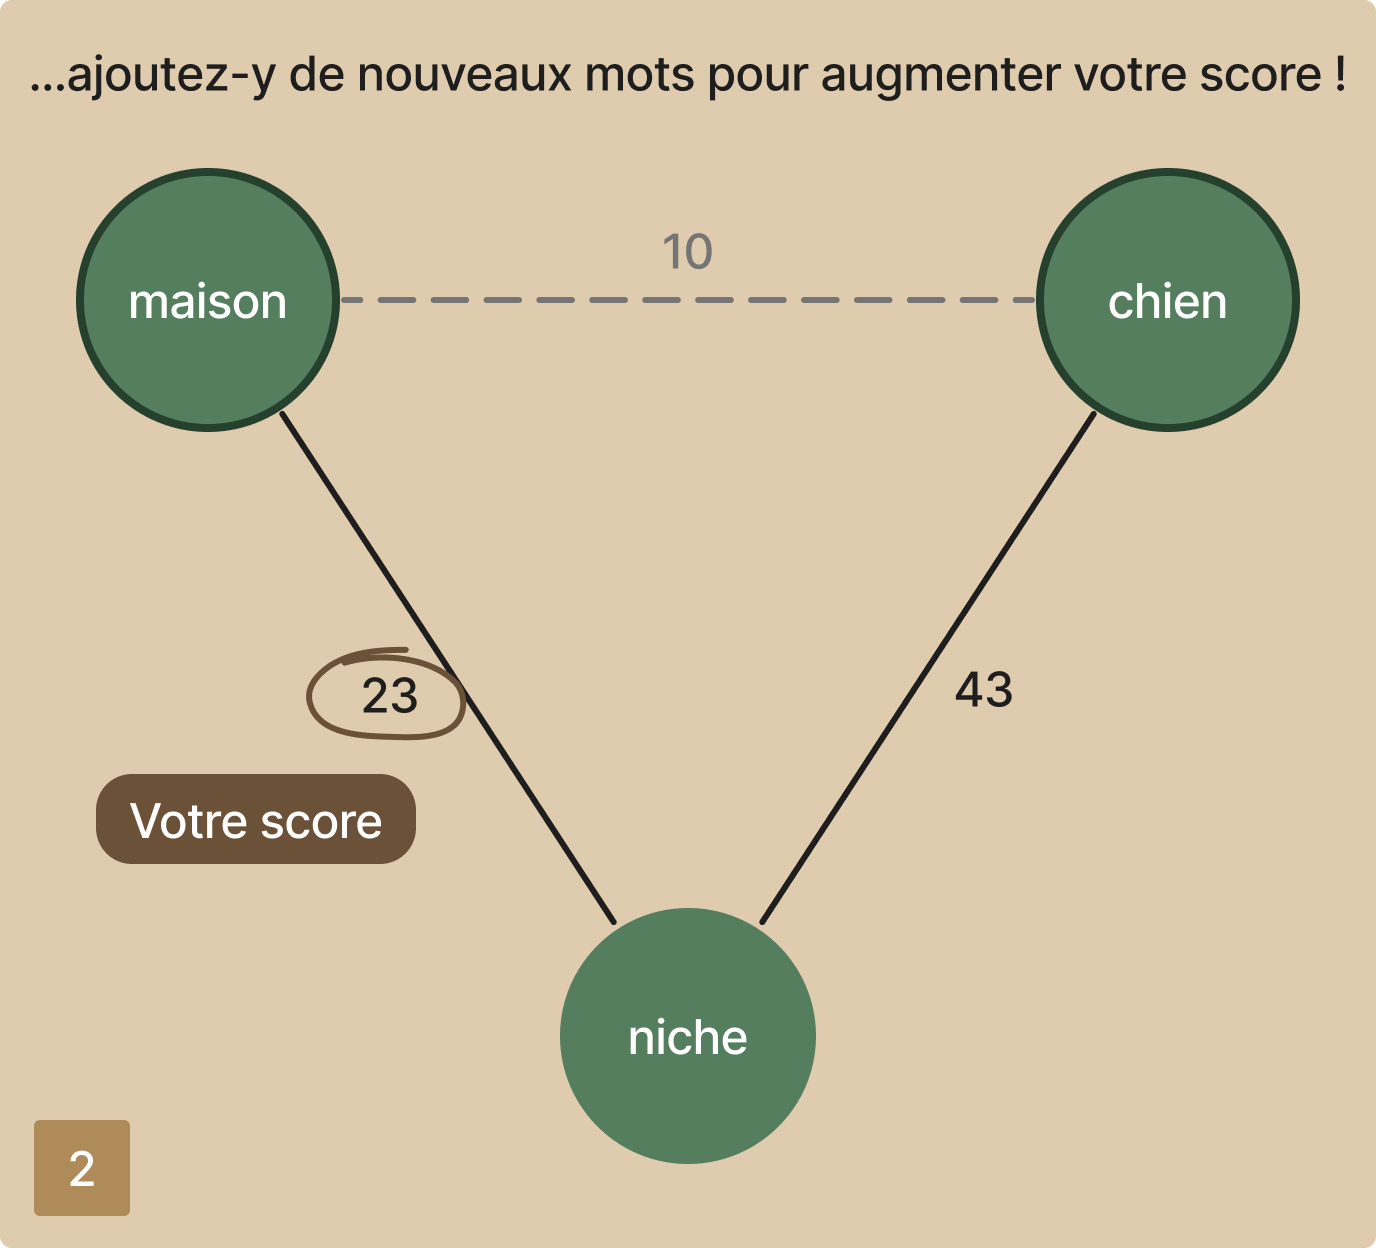 ...ajoutez-y de nouveaux mots pour augmenter votre score !
10
maison
chien
23
43
Votre score
niche
2